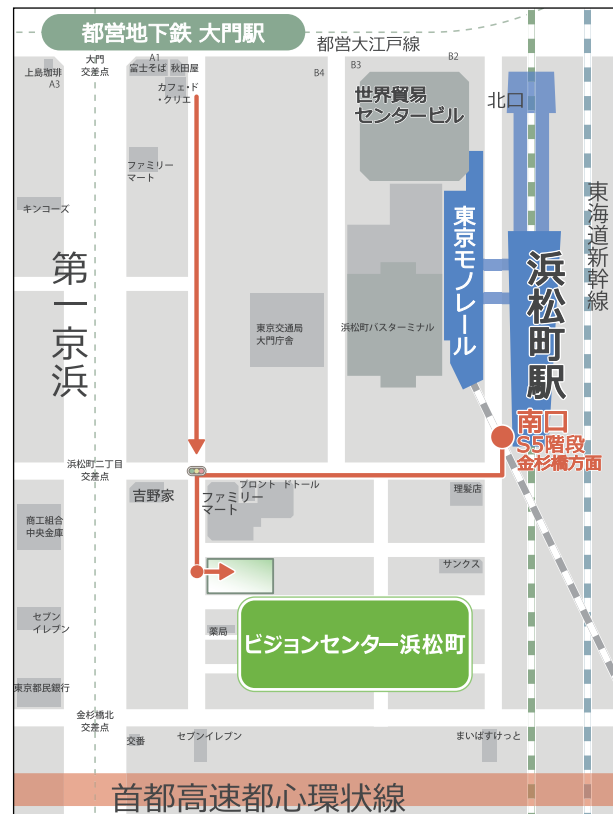 都営地下鉄 大門駅
都営大江戸線
大門
交差点
上島珈琲
A3
A1
富士そば
秋田屋
カフェ・ド
・クリエ
B4
B3
B2
世界貿易
センタービル
北口
ファミリー
マート
キンコーズ
第一京浜
東京モノレール
浜松町駅
東海道新幹線
東京交通局
大門庁舎
浜松町バスターミナル
南口
S5階段
金杉橋方面
浜松町二丁目
交差点
吉野家
ファミリー
マート
プロント
ドトール
理髪店
商工組合
中央金庫
サンクス
セブン
イレブン
薬局
ビジョンセンター浜松町
東京都民銀行
金杉橋北
交差点
交番
セブンイレブン
まいばすけっと
首都高速都心環状線